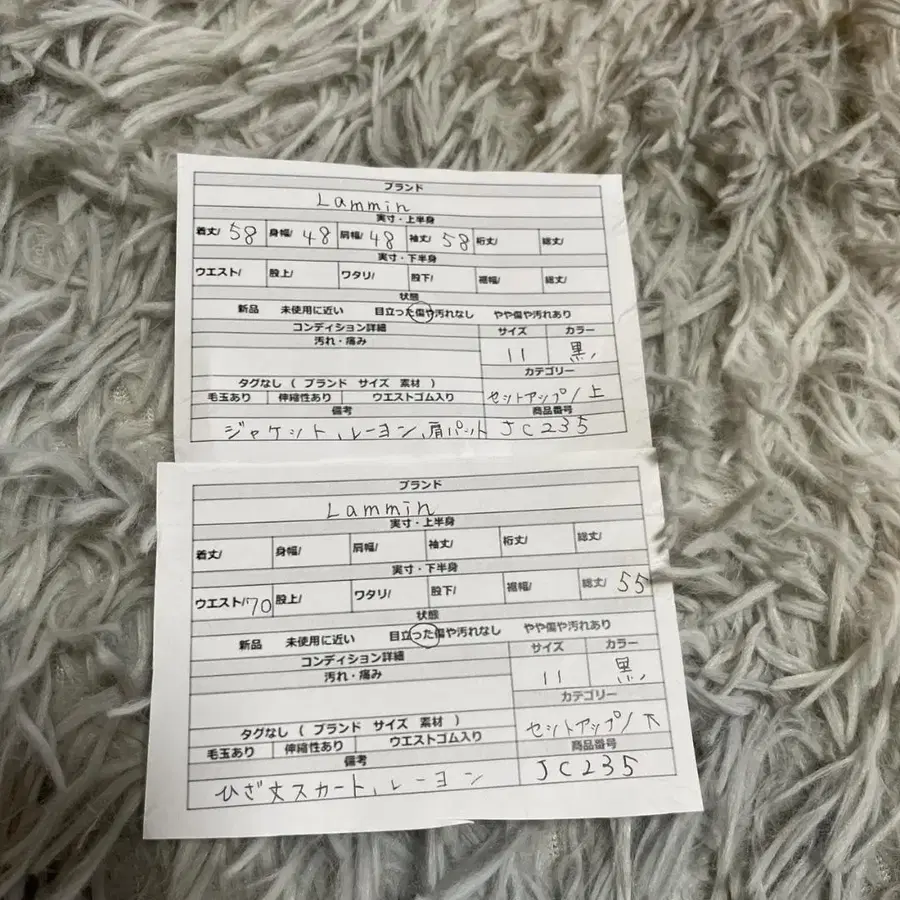 ブランド
Lammin
実寸・上半身
着丈/ 58 身幅/ 48 肩幅/ 48 袖丈/ 58 裄丈/ 総丈/
実寸・下半身
ウエスト/ 股上/ ワタリ/ 股下/ 裾幅/ 総丈/
状態
新品 未使用に近い 目立った傷や汚れなし やや傷や汚れあり
コンディション詳細 サイズ カラー
汚れ・痛み 11 黒
カテゴリー
タグなし ( ブランド サイズ 素材 ) セットアップ/上
毛玉あり 伸縮性あり ウエストゴム入り
備考 商品番号
ジャケット、レーヨン、肩パット JC235
ブランド
Lammin
実寸・上半身
着丈/ 身幅/ 肩幅/ 袖丈/ 裄丈/ 総丈/
実寸・下半身
ウエスト/70 股上/ ワタリ/ 股下/ 裾幅/ 総丈/ 55
状態
新品 未使用に近い 目立った傷や汚れなし やや傷や汚れあり
コンディション詳細 サイズ カラー
汚れ・痛み 11 黒
カテゴリー
タグなし ( ブランド サイズ 素材 ) セットアップ/下
毛玉あり 伸縮性あり ウエストゴム入り
備考 商品番号
ひざ丈スカート、レーヨン JC235